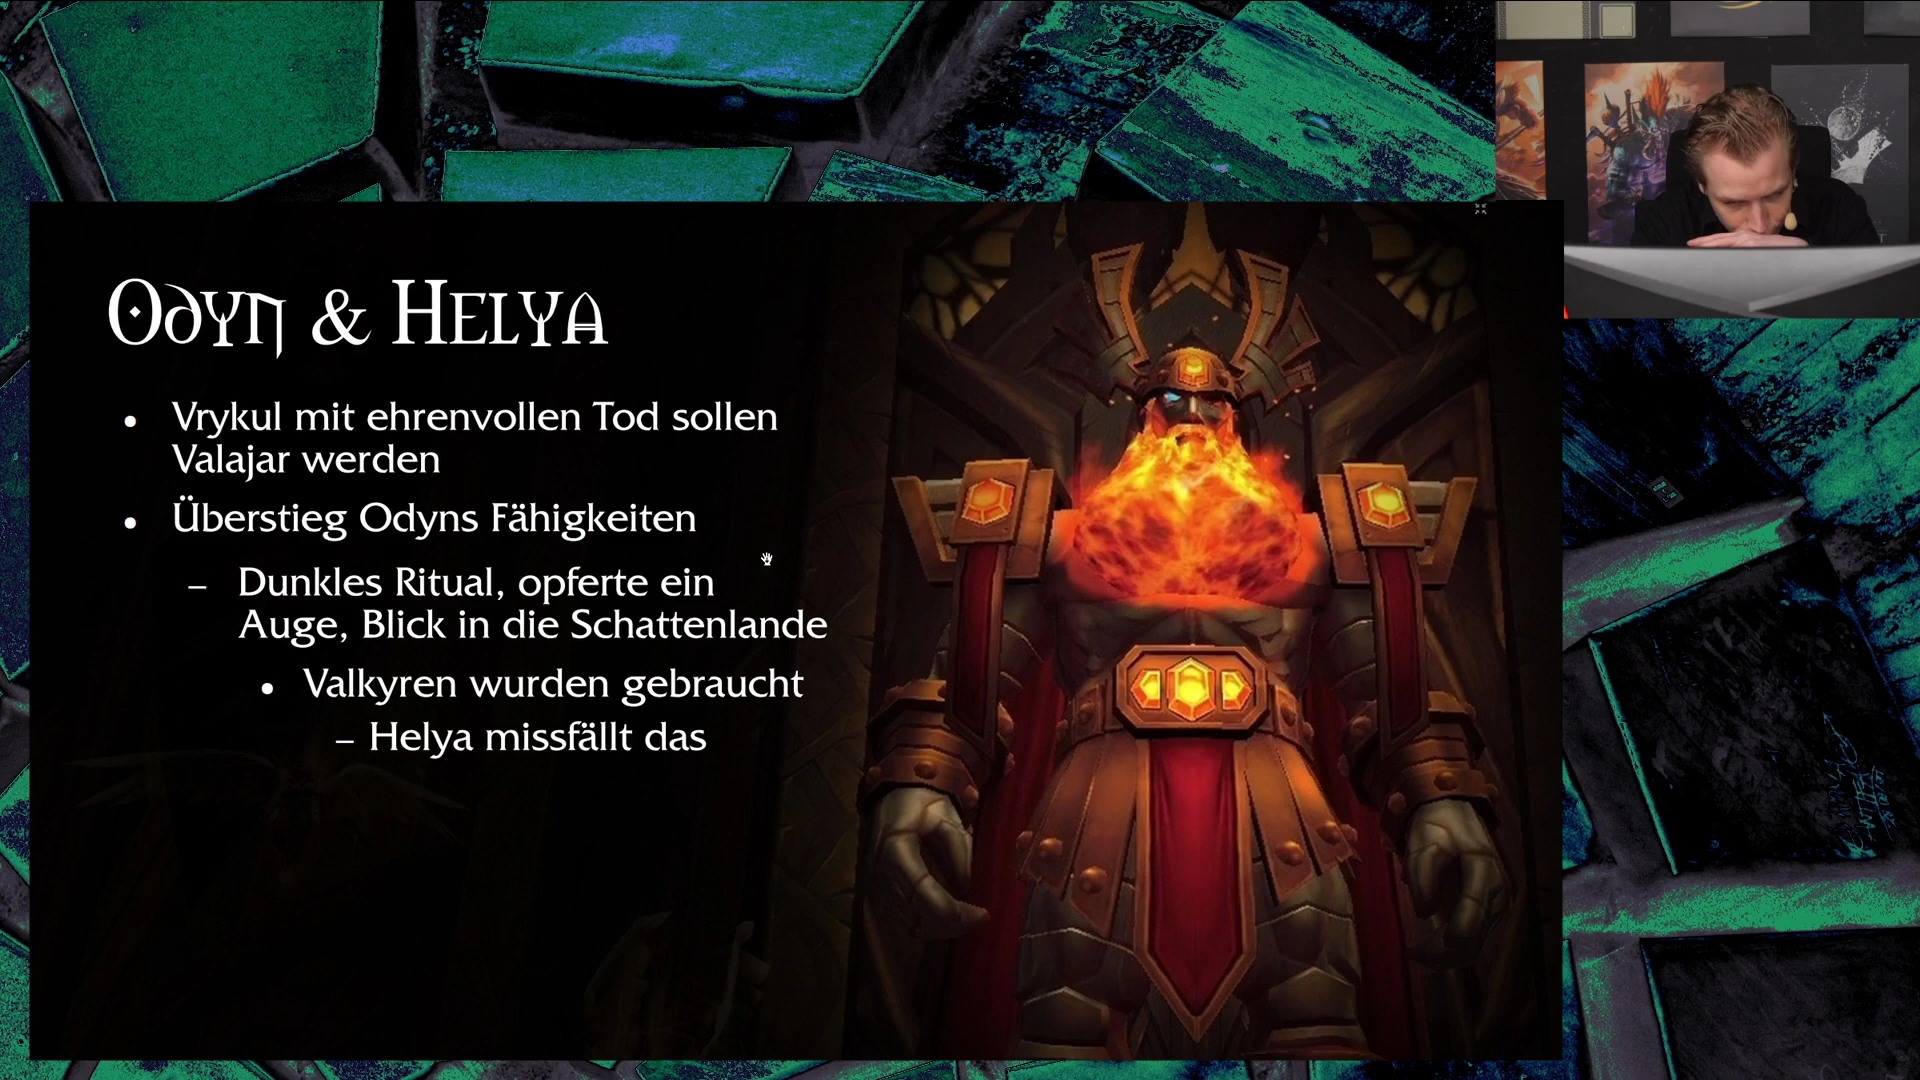 Odyn & Helya
• Vrykul mit ehrenvollen Tod sollen
Valajar werden
• Überstieg Odyns Fähigkeiten
– Dunkles Ritual, opferte ein
Auge, Blick in die Schattenlande
• Valkyren wurden gebraucht
– Helya missfällt das